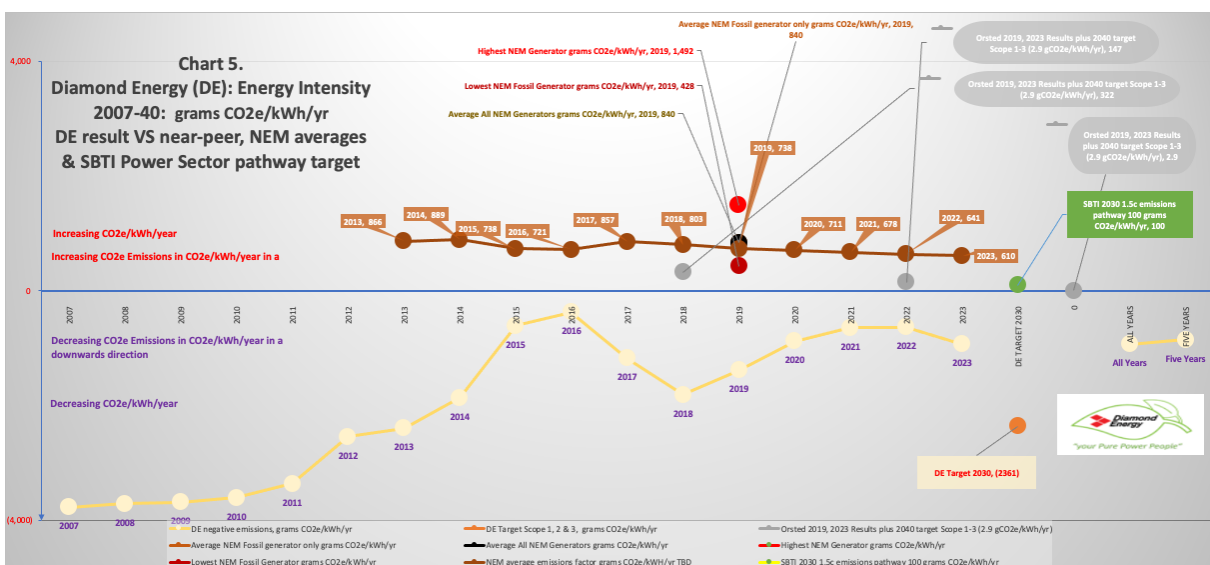 Chart 5.
Diamond Energy (DE): Energy Intensity
2007-40: grams CO2e/kWh/yr
DE result VS near-peer, NEM averages
& SBTI Power Sector pathway target
Average NEM Fossil generator only grams CO2e/kWh/yr, 2019,
840
Highest NEM Generator grams CO2e/kWh/yr, 2019, 1,492
Lowest NEM Fossil Generator grams CO2e/kWh/yr, 2019, 428
Average All NEM Generators grams CO2e/kWh/yr, 2019, 840
Orsted 2019, 2023 Results plus 2040 target
Scope 1-3 (2.9 gCO2e/kWh/yr), 147
Orsted 2019, 2023 Results plus 2040 target Scope 1-3
(2.9 gCO2e/kWh/yr), 322
Orsted 2019, 2023 Results
plus 2040 target Scope 1-3
(2.9 gCO2e/kWh/yr), 2.9
SBTI 2030 1.5c emissions
pathway 100 grams
CO2e/kWh/yr, 100
4,000
0
(4,000)
2013, 866
2014, 889
2015, 738
2016, 721
2017, 857
2018, 803
2019, 738
2020, 711
2021, 678
2022, 641
2023, 610
Increasing CO2e/kWh/year
Increasing CO2e Emissions in CO2e/kWh/year in a
Decreasing CO2e Emissions in CO2e/kWh/year in a
downwards direction
Decreasing CO2e/kWh/year
2007
2008
2009
2010
2011
2012
2013
2014
2015
2016
2017
2018
2019
2020
2021
2022
2023
DE TARGET 2030
0
ALL YEARS
FIVE YEARS
2007
2008
2009
2010
2011
2012
2013
2014
2015
2016
2017
2018
2019
2020
2021
2022
2023
All Years
Five Years
DE Target 2030, (2361)
Diamond
Energy
"your Pure Power People"
DE negative emissions, grams CO2e/kWh/yr
DE Target Scope 1, 2 & 3, grams CO2e/kWh/yr
Orsted 2019, 2023 Results plus 2040 target Scope 1-3 (2.9 gCO2e/kWh/yr)
Average NEM Fossil generator only grams CO2e/kWh/yr
Average All NEM Generators grams CO2e/kWh/yr
Highest NEM Generator grams CO2e/kWh/yr
Lowest NEM Fossil Generator grams CO2e/kWh/yr
NEM average emissions factor grams CO2e/kWH/yr TBD
SBTI 2030 1.5c emissions pathway 100 grams CO2e/kWh/yr